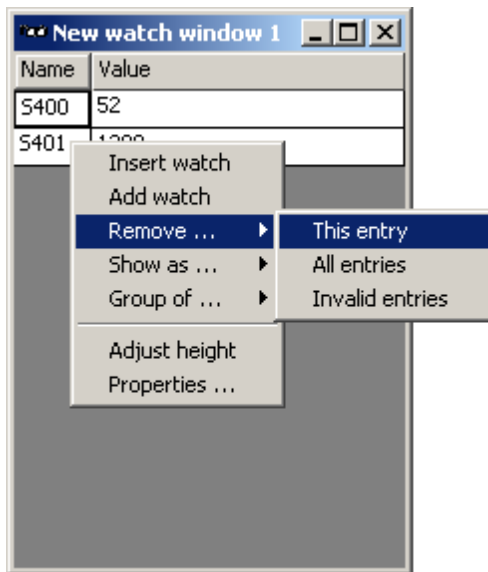 New watch window 1
Name Value
S400 52
S401
Insert watch
Add watch
Remove ...
This entry
Show as ...
All entries
Group of ...
Invalid entries
Adjust height
Properties ...